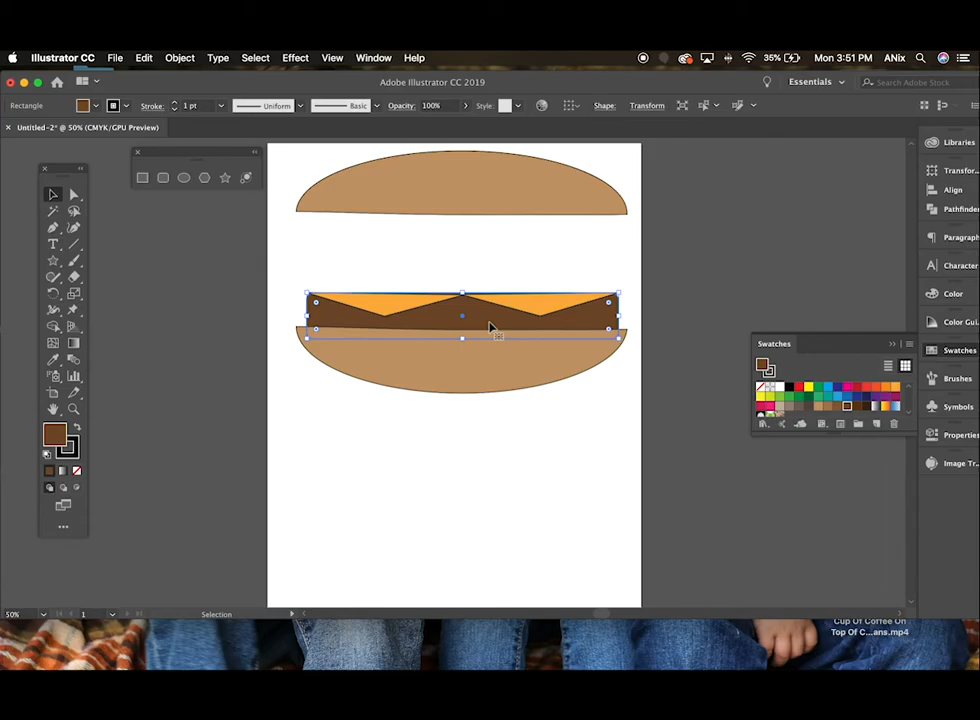 Illustrator CC File Edit Object Type Select Effect View Window Help 35% Mon 3:51 PM ANix
Adobe Illustrator CC 2019 Essentials Search Adobe Stock
Rectangle Stroke: 1 pt Uniform Basic Opacity: 100% Style: Shape: Transform
Untitled-2* @ 50% (CMYK/GPU Preview)
Libraries
Transfor...
Align
Pathfinder
Paragraph
Character
Color
Color Gui...
Swatches
Swatches
Brushes
Symbols
Properties
Image Tr...
50% 1 Selection
Cup Of Coffee On
Top Of C...ans.mp4